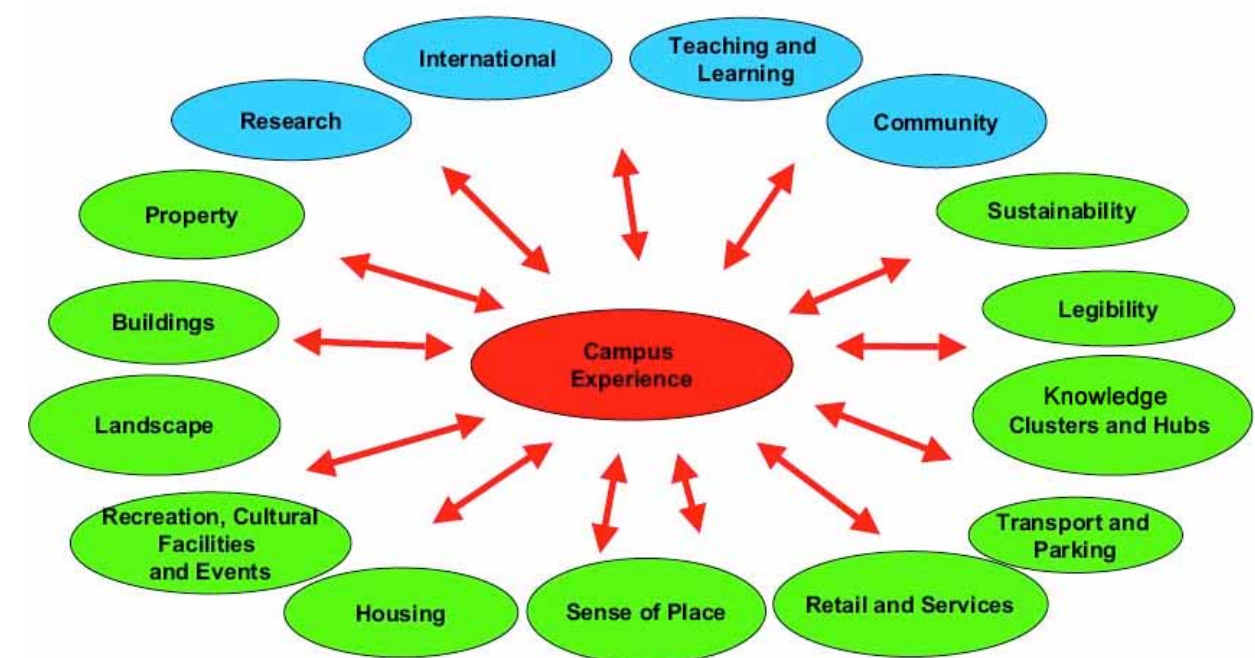 International
Teaching and
Learning
Research
Community
Property
Sustainability
Buildings
Legibility
Campus
Experience
Landscape
Knowledge
Clusters and Hubs
Recreation, Cultural
Facilities
and Events
Transport and
Parking
Housing
Sense of Place
Retail and Services